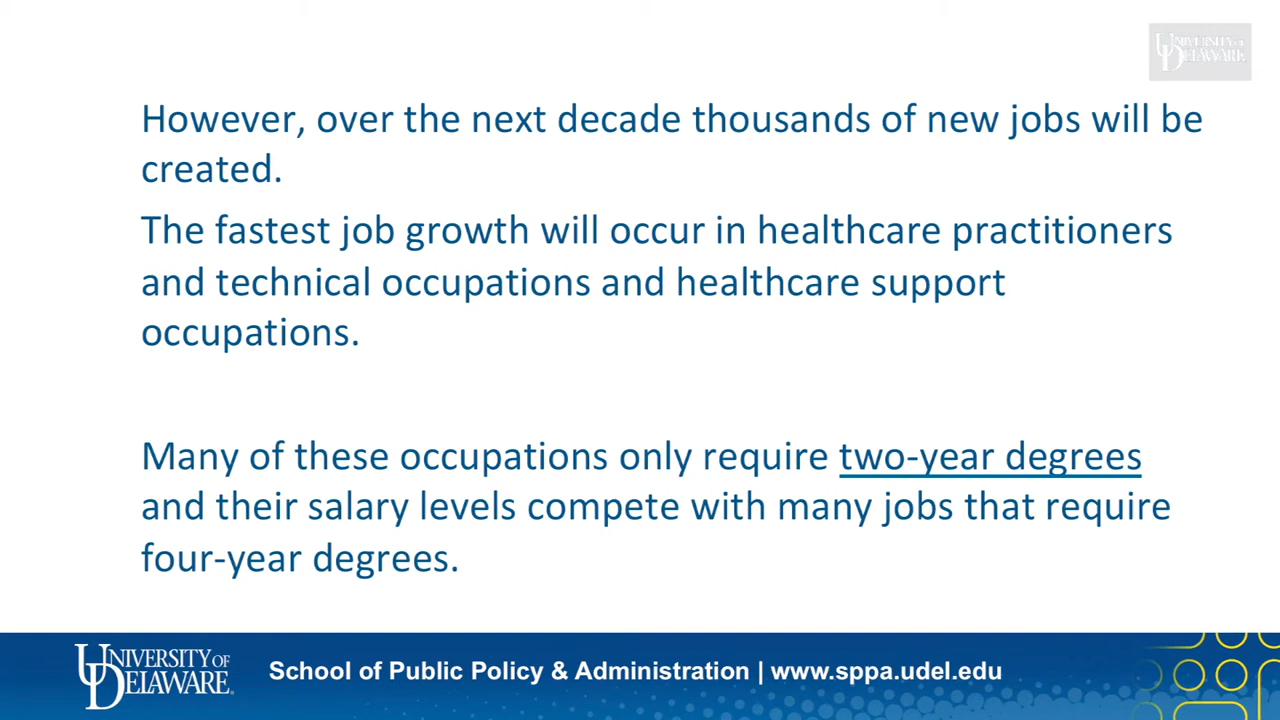 UNIVERSITY OF
DELAWARE
However, over the next decade thousands of new jobs will be
created.
The fastest job growth will occur in healthcare practitioners
and technical occupations and healthcare support
occupations.
Many of these occupations only require two-year degrees
and their salary levels compete with many jobs that require
four-year degrees.
UNIVERSITY OF
DELAWARE
School of Public Policy & Administration | www.sppa.udel.edu